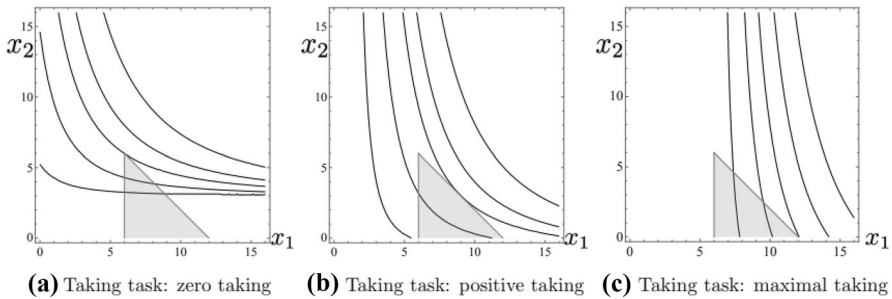 15
x2
10
5
0
0 5 10 15 x1
15
x2
10
5
0
0 5 10 15 x1
15
x2
10
5
0
0 5 10 15 x1
(a) Taking task: zero taking
(b) Taking task: positive taking
(c) Taking task: maximal taking